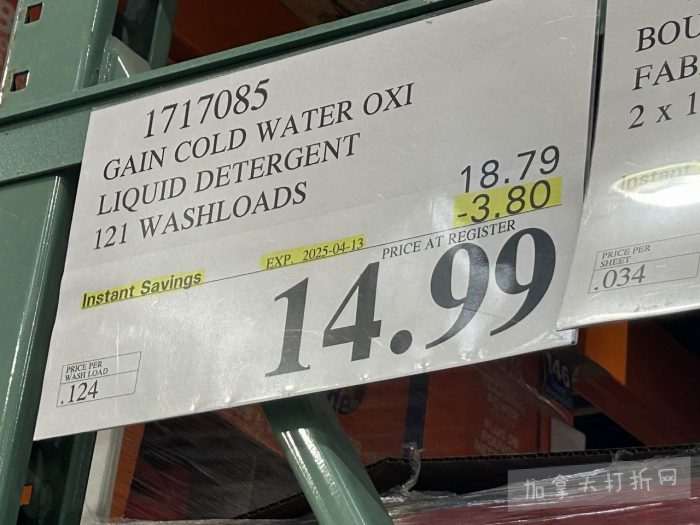 1717085
GAIN COLD WATER OXI
LIQUID DETERGENT
121 WASHLOADS
18.79
-3.80
EXP. 2025-04-13
PRICE AT REGISTER
Instant Savings
14.99
PRICE PER
WASH LOAD
.124
BOU
FAB
2 x 1
Instant
PRICE PER
SHEET
.034
146
加拿大打折网